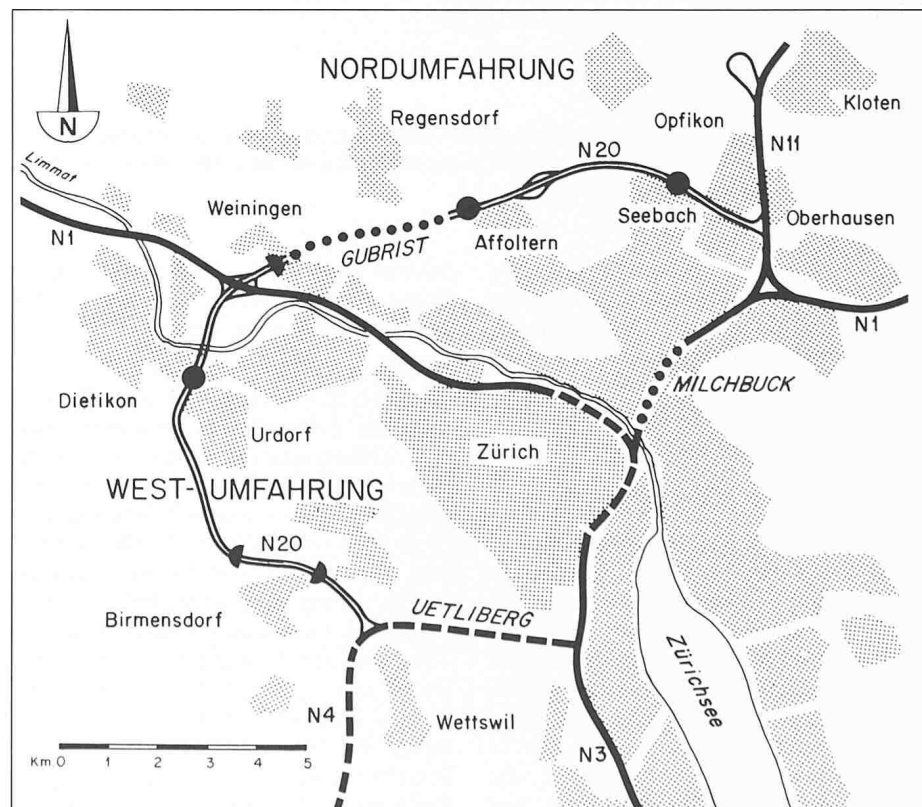 NORDUMFAHRUNG
Kloten
Regensdorf
Opfikon
N
N20
N11
Limmat
Weiningen
Seebach
Oberhausen
N1
GUBRIST
Affoltern
N1
MILCHBUCK
Dietikon
Urdorf
Zürich
WEST-UMFAHRUNG
N20
UETLIBERG
Birmensdorf
Zürichsee
N4
Wettswil
N3
Km. 0 1 2 3 4 5